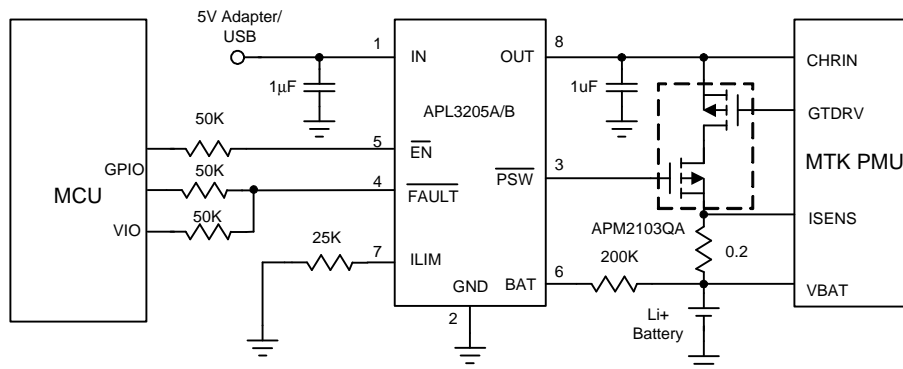 5V Adapter/
USB
1 IN OUT 8 CHRIN
1μF 1uF
APL3205A/B
GTDRV
50K
5 EN
GPIO 50K
3 PSW
MTK PMU
MCU
4 FAULT
VIO 50K
ISENS
25K APM2103QA
7 ILIM 200K 0.2
GND BAT 6 VBAT
2
Li+
Battery